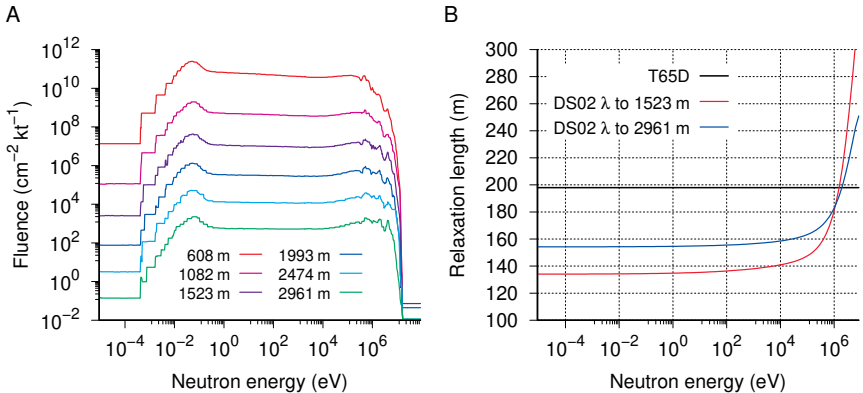 A
Fluence (cm−2 kt−1)
10^12
10^10
10^8
10^6
10^4
10^2
10^0
10^−2
608 m
1082 m
1523 m
1993 m
2474 m
2961 m
10^−4 10^−2 10^0 10^2 10^4 10^6
Neutron energy (eV)
B
Relaxation length (m)
300
280
260
240
220
200
180
160
140
120
100
T65D
DS02 λ to 1523 m
DS02 λ to 2961 m
10^−4 10^−2 10^0 10^2 10^4 10^6
Neutron energy (eV)